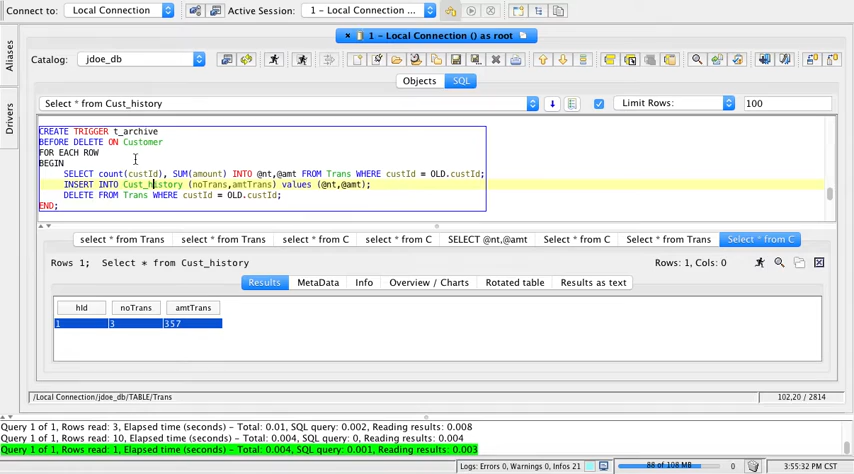 Connect to: Local Connection Active Session: 1 - Local Connection ...
1 - Local Connection () as root
Aliases
Drivers
Catalog: jdoe_db
Objects SQL
Select * from Cust_history Limit Rows: 100
CREATE TRIGGER t_archive
BEFORE DELETE ON Customer
FOR EACH ROW
BEGIN
SELECT count(custId), SUM(amount) INTO @nt,@amt FROM Trans WHERE custId = OLD.custId;
INSERT INTO Cust_history (noTrans,amtTrans) values (@nt,@amt);
DELETE FROM Trans WHERE custId = OLD.custId;
END;
select * from Trans select * from Trans select * from C select * from C SELECT @nt,@amt Select * from C Select * from Trans Select * from C
Rows 1; Select * from Cust_history Rows: 1, Cols: 0
Results MetaData Info Overview / Charts Rotated table Results as text
hId noTrans amtTrans
1 3 357
/Local Connection/jdoe_db/TABLE/Trans 102,20 / 2814
Query 1 of 1, Rows read: 3, Elapsed time (seconds) - Total: 0.01, SQL query: 0.002, Reading results: 0.008
Query 1 of 1, Rows read: 10, Elapsed time (seconds) - Total: 0.004, SQL query: 0, Reading results: 0.004
Query 1 of 1, Rows read: 1, Elapsed time (seconds) - Total: 0.004, SQL query: 0.001, Reading results: 0.003
Logs: Errors 0, Warnings 0, Infos 21 88 of 108 MB 0 3:55:32 PM CST